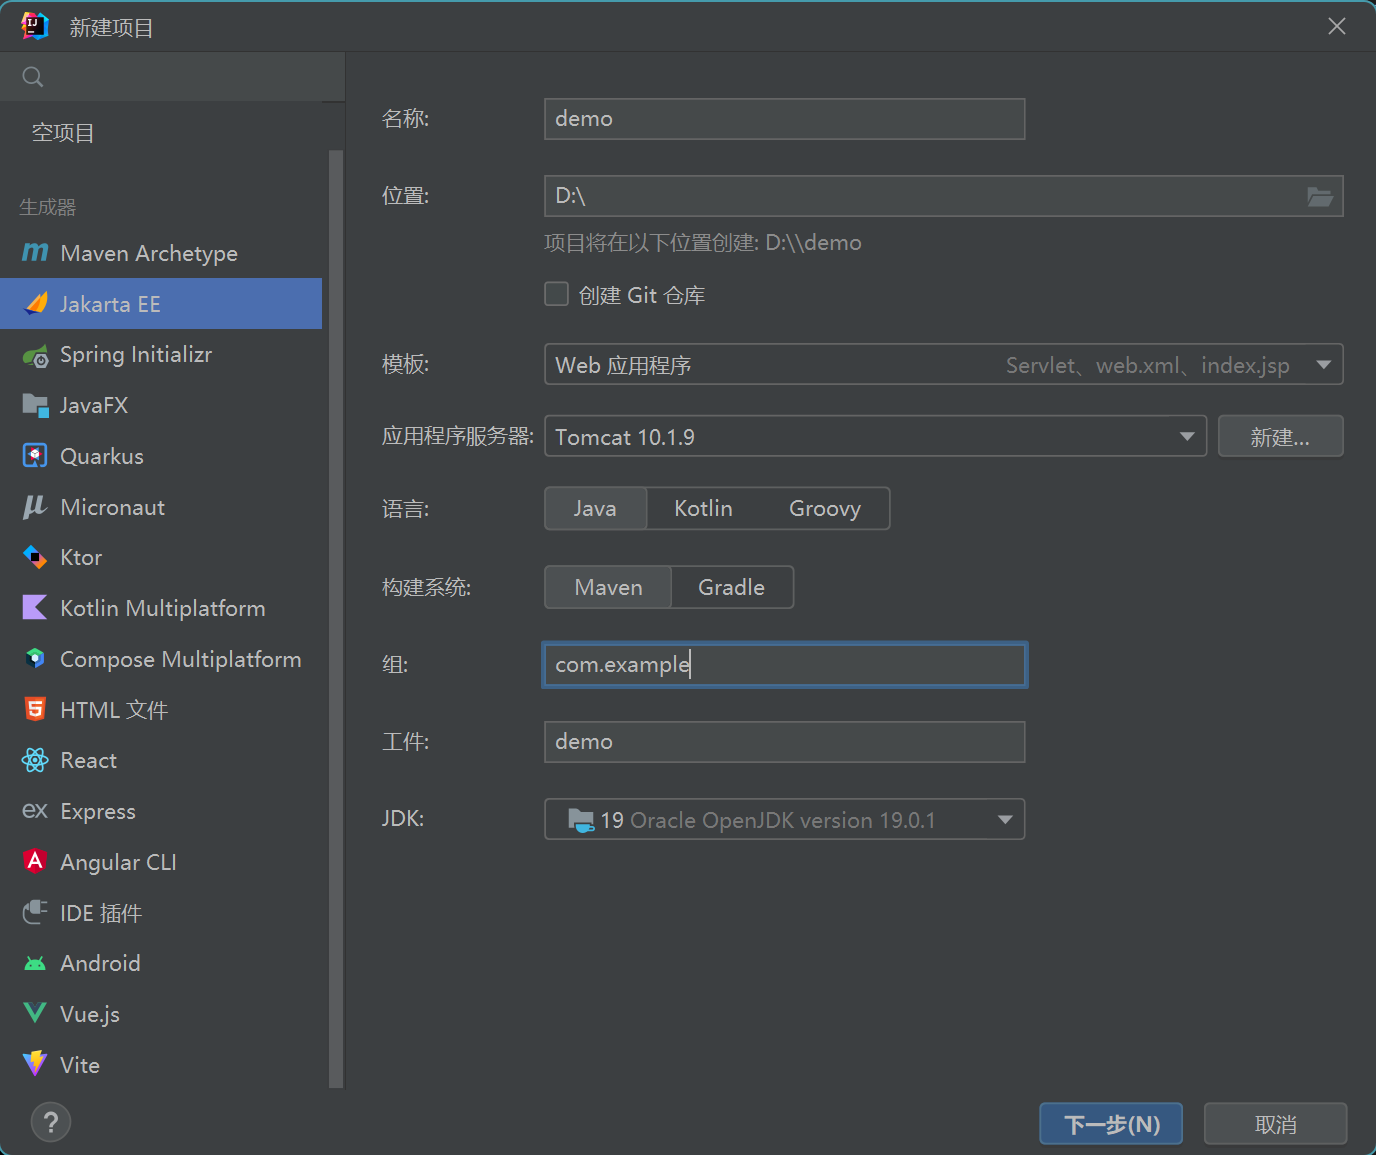 新建项目
空项目
生成器
Maven Archetype
Jakarta EE
Spring Initializr
JavaFX
Quarkus
Micronaut
Ktor
Kotlin Multiplatform
Compose Multiplatform
HTML 文件
React
Express
Angular CLI
IDE 插件
Android
Vue.js
Vite
名称: demo
位置: D:\
项目将在以下位置创建: D:\\demo
创建 Git 仓库
模板: Web 应用程序 Servlet、web.xml、index.jsp
应用程序服务器: Tomcat 10.1.9 新建...
语言: Java Kotlin Groovy
构建系统: Maven Gradle
组: com.example
工件: demo
JDK: 19 Oracle OpenJDK version 19.0.1
? 下一步(N) 取消